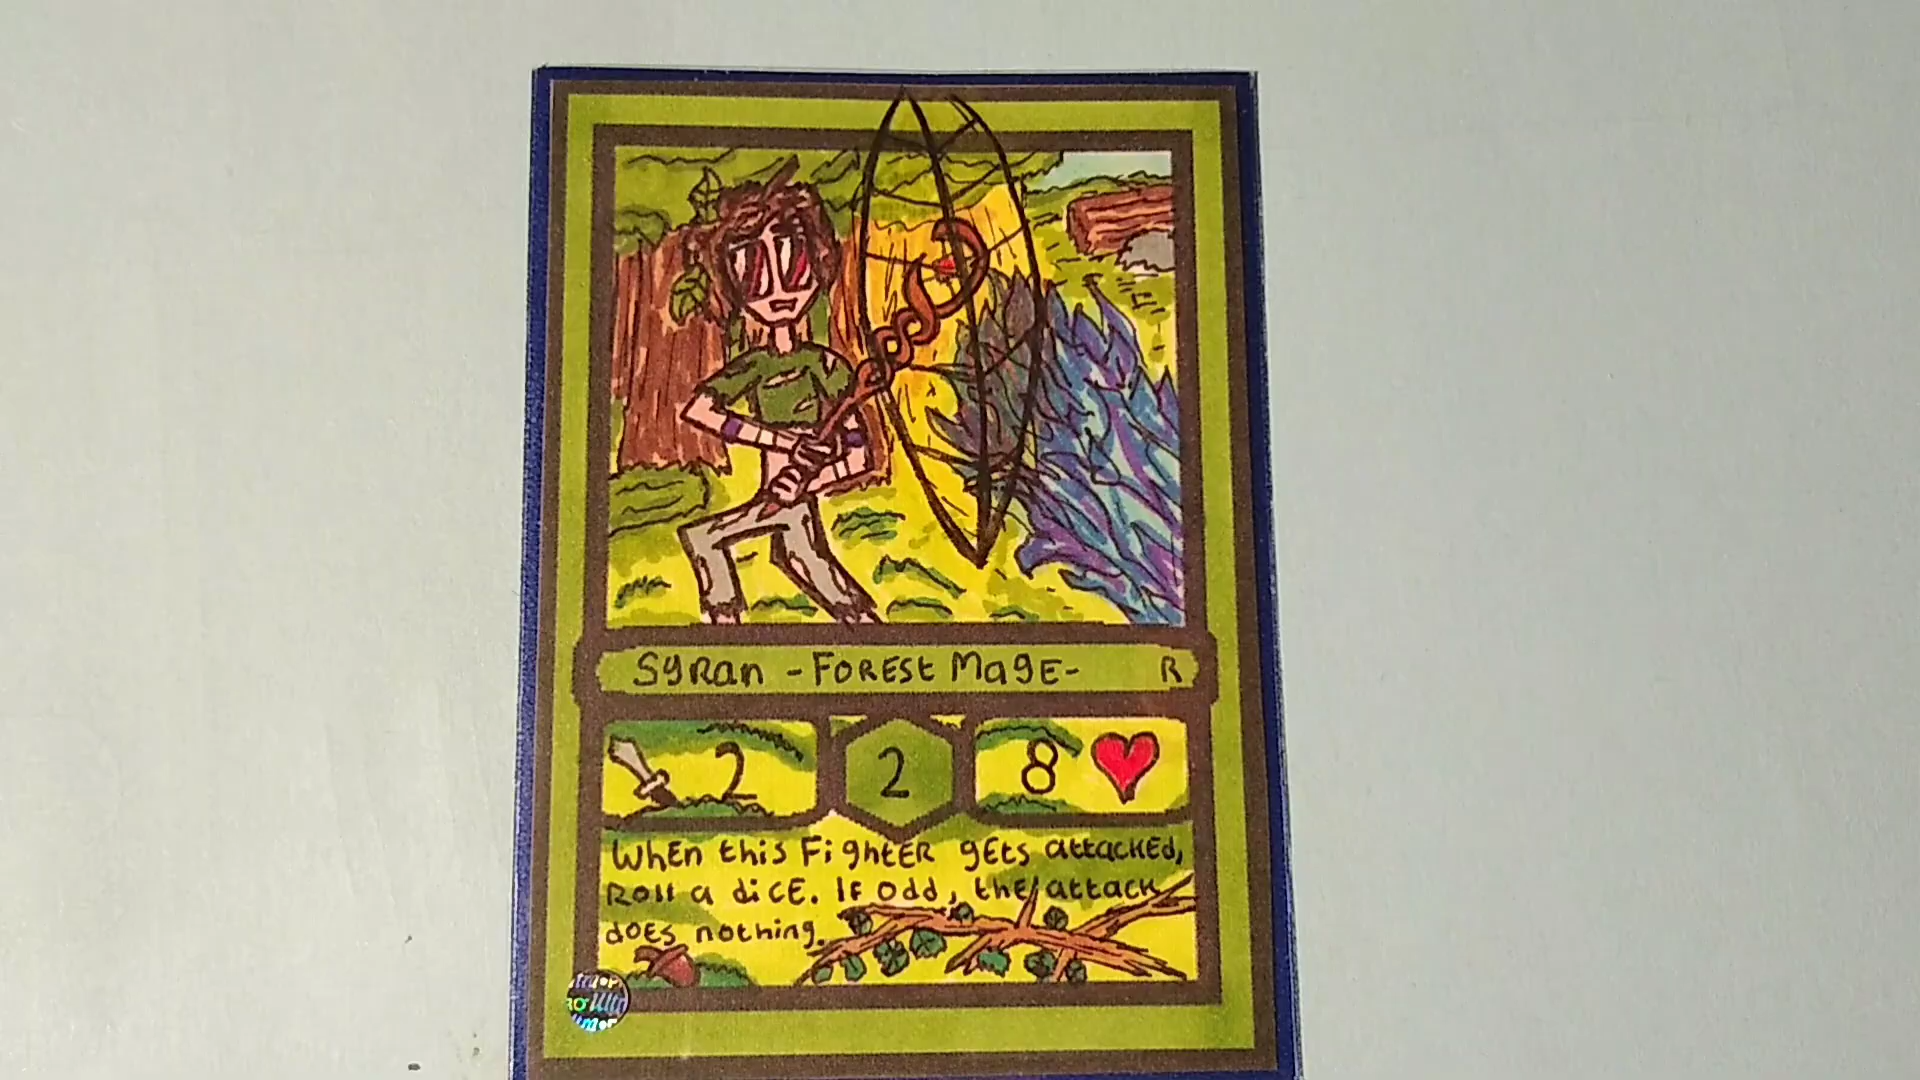 Syran - Forest Mage - R
2 2 8
When this Fighter gets attacked,
Roll a dice. If odd, the attack
does nothing.